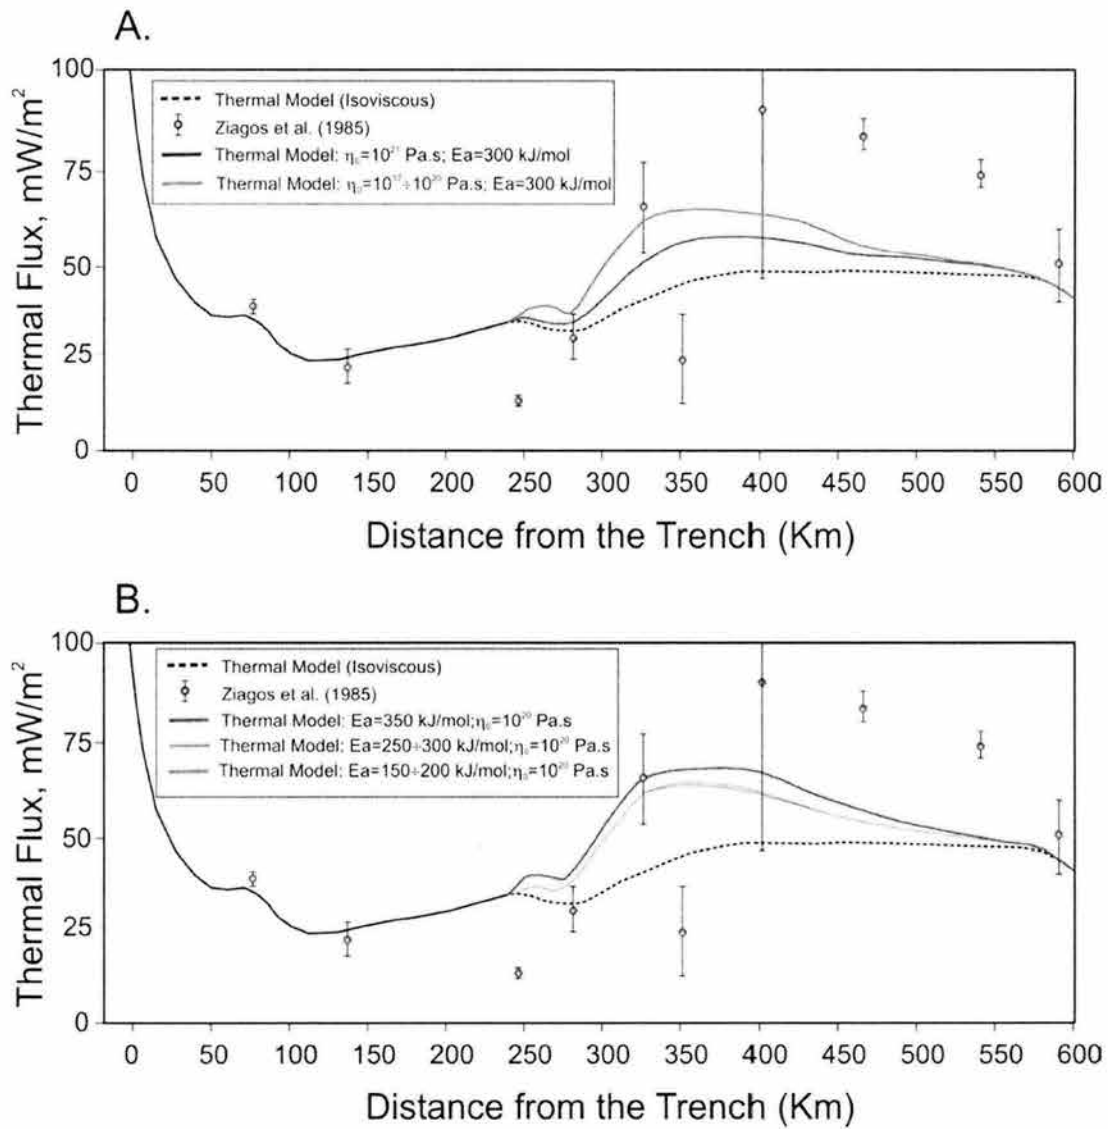 A.
Thermal Flux, mW/m²
100
75
50
25
0
Thermal Model (Isoviscous)
Ziagos et al. (1985)
Thermal Model: η₀=10²¹ Pa.s; Ea=300 kJ/mol
Thermal Model: η₀=10¹⁷÷10²⁰ Pa.s; Ea=300 kJ/mol
0 50 100 150 200 250 300 350 400 450 500 550 600
Distance from the Trench (Km)
B.
Thermal Flux, mW/m²
100
75
50
25
0
Thermal Model (Isoviscous)
Ziagos et al. (1985)
Thermal Model: Ea=350 kJ/mol;η₀=10²⁰ Pa.s
Thermal Model: Ea=250÷300 kJ/mol;η₀=10²⁰ Pa.s
Thermal Model: Ea=150÷200 kJ/mol;η₀=10²⁰ Pa.s
0 50 100 150 200 250 300 350 400 450 500 550 600
Distance from the Trench (Km)